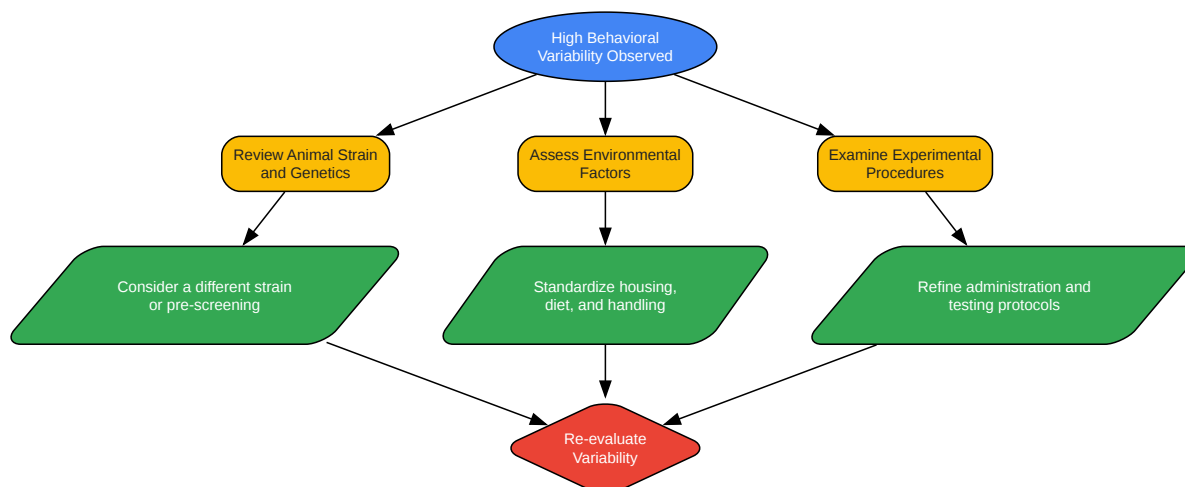 High Behavioral
Variability Observed
Review Animal Strain
and Genetics
Assess Environmental
Factors
Examine Experimental
Procedures
Consider a different strain
or pre-screening
Standardize housing,
diet, and handling
Refine administration and
testing protocols
Re-evaluate
Variability